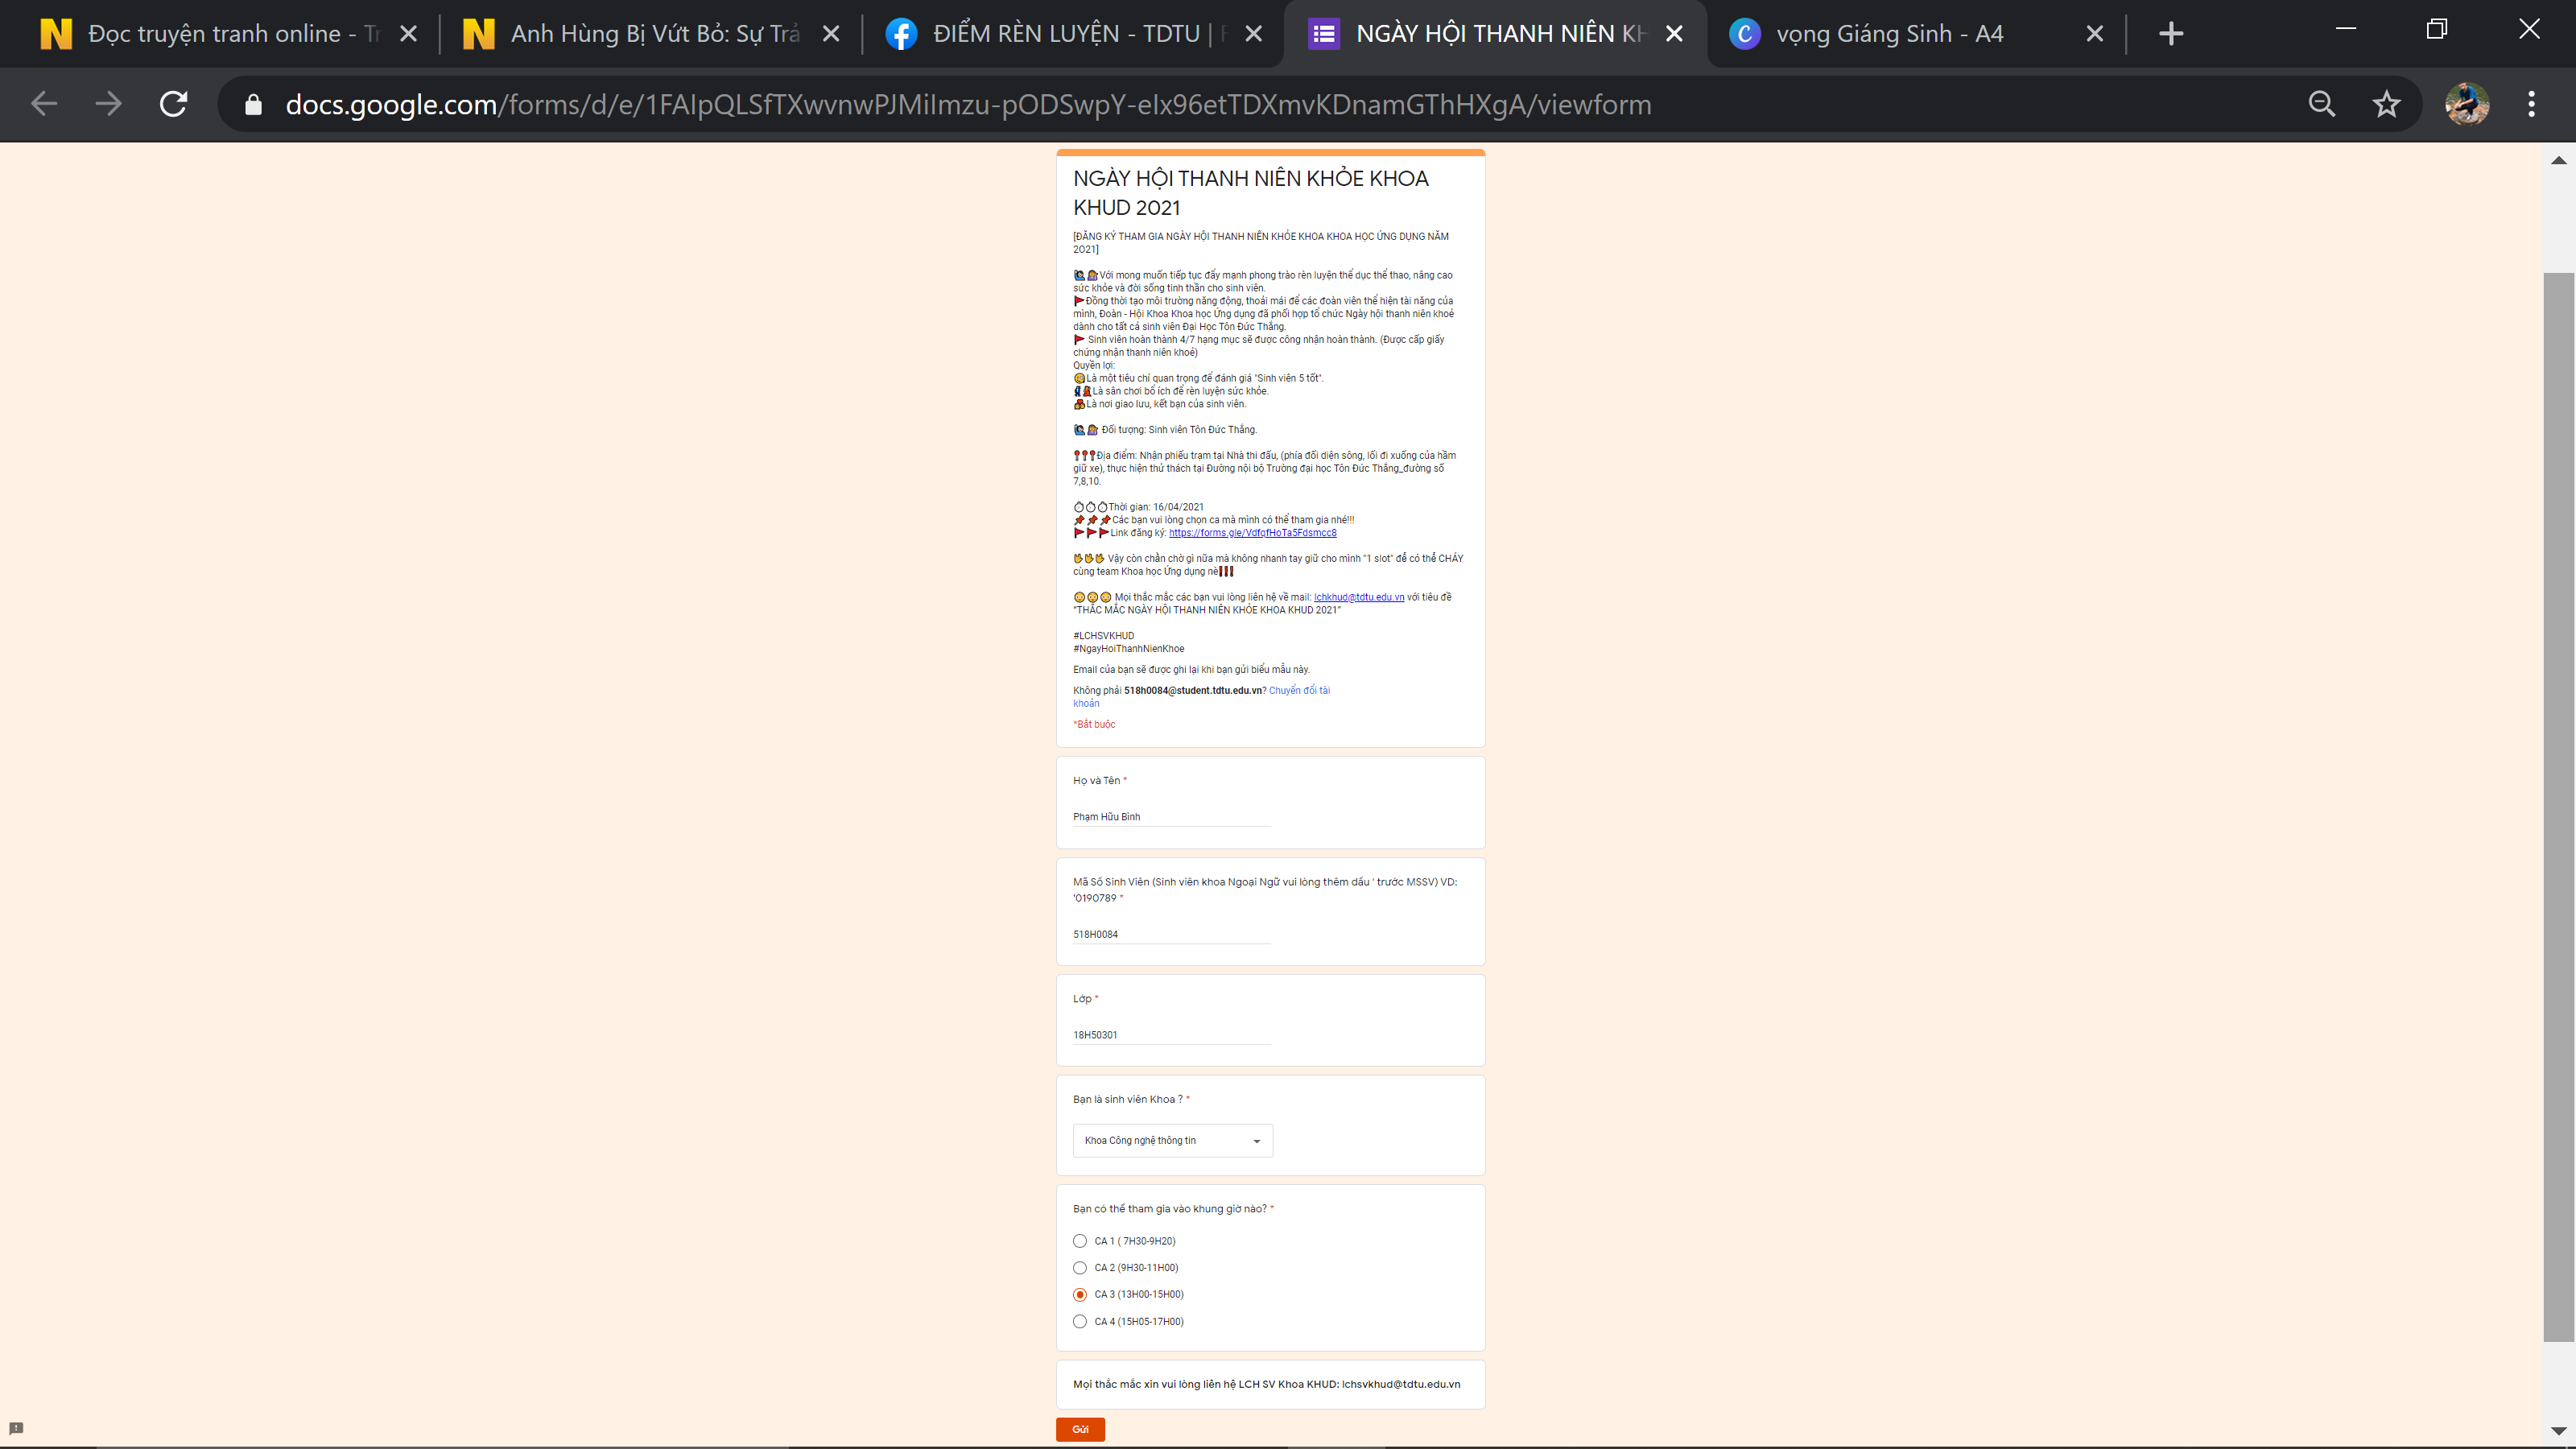 Đọc truyện tranh online - Tr
Anh Hùng Bị Vứt Bỏ: Sự Trả
ĐIỂM RÈN LUYỆN - TDTU |
NGÀY HỘI THANH NIÊN KH
vọng Giáng Sinh - A4
docs.google.com/forms/d/e/1FAIpQLSfTXwvnwPJMiImzu-pODSwpY-eIx96etTDXmvKDnamGThHXgA/viewform
NGÀY HỘI THANH NIÊN KHỎE KHOA
KHUD 2021
[ĐĂNG KÝ THAM GIA NGÀY HỘI THANH NIÊN KHỎE KHOA KHOA HỌC ỨNG DỤNG NĂM
2021]
Với mong muốn tiếp tục đẩy mạnh phong trào rèn luyện thể dục thể thao, nâng cao
sức khỏe và đời sống tinh thần cho sinh viên.
Đồng thời tạo môi trường năng động, thoải mái để các đoàn viên thể hiện tài năng của
mình, Đoàn - Hội Khoa Khoa học Ứng dụng đã phối hợp tổ chức Ngày hội thanh niên khoẻ
dành cho tất cả sinh viên Đại Học Tôn Đức Thắng.
Sinh viên hoàn thành 4/7 hạng mục sẽ được công nhận hoàn thành. (Được cấp giấy
chứng nhận thanh niên khoẻ)
Quyền lợi:
Là một tiêu chí quan trọng để đánh giá "Sinh viên 5 tốt".
Là sân chơi bổ ích để rèn luyện sức khỏe.
Là nơi giao lưu, kết bạn của sinh viên.
Đối tượng: Sinh viên Tôn Đức Thắng.
Địa điểm: Nhận phiếu trạm tại Nhà thi đấu, (phía đối diện sông, lối đi xuống của hầm
giữ xe), thực hiện thử thách tại Đường nội bộ Trường đại học Tôn Đức Thắng_đường số
7,8,10.
Thời gian: 16/04/2021
Các bạn vui lòng chọn ca mà mình có thể tham gia nhé!!!
Link đăng ký: https://forms.gle/VdfqfHoTa5Fdsmcc8
Vậy còn chần chờ gì nữa mà không nhanh tay giữ cho mình "1 slot" để có thể CHÁY
cùng team Khoa học Ứng dụng nè❗❗❗
Mọi thắc mắc các bạn vui lòng liên hệ về mail: lchkhud@tdtu.edu.vn với tiêu đề
"THẮC MẮC NGÀY HỘI THANH NIÊN KHỎE KHOA KHUD 2021"
#LCHSVKHUD
#NgayHoiThanhNienKhoe
Email của bạn sẽ được ghi lại khi bạn gửi biểu mẫu này.
Không phải 518h0084@student.tdtu.edu.vn? Chuyển đổi tài
khoản
*Bắt buộc
Họ và Tên *
Phạm Hữu Bình
Mã Số Sinh Viên (Sinh viên khoa Ngoại Ngữ vui lòng thêm dấu ' trước MSSV) VD:
'0190789 *
518H0084
Lớp *
18H50301
Bạn là sinh viên Khoa ? *
Khoa Công nghệ thông tin
Bạn có thể tham gia vào khung giờ nào? *
CA 1 ( 7H30-9H20)
CA 2 (9H30-11H00)
CA 3 (13H00-15H00)
CA 4 (15H05-17H00)
Mọi thắc mắc xin vui lòng liên hệ LCH SV Khoa KHUD: lchsvkhud@tdtu.edu.vn
Gửi